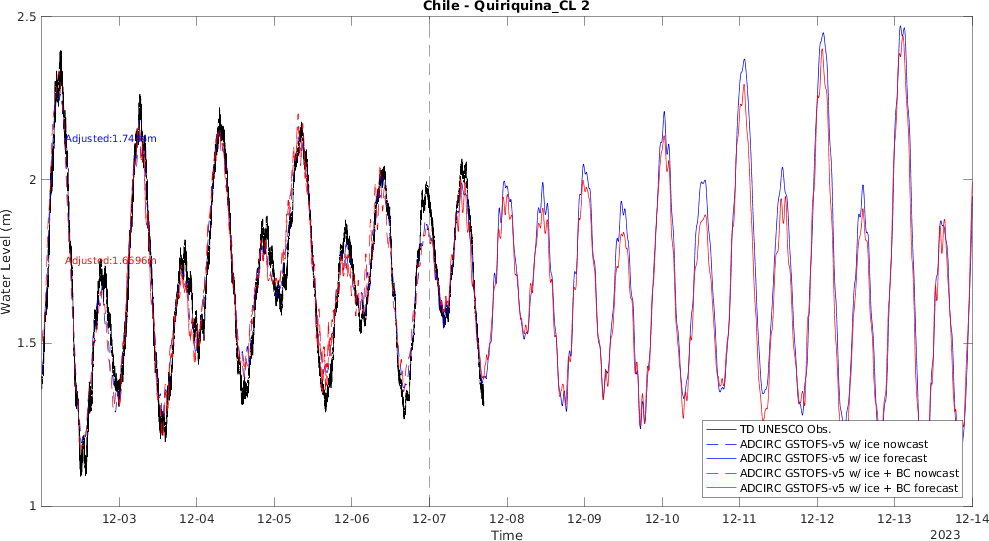 Chile - Quiriquina_CL 2
2.5
2
1.5
1
Water Level (m)
Adjusted:1.6596m
12-03
12-04
12-05
12-06
12-07
12-08
12-09
12-10
12-11
12-12
12-13
12-14
Time
2023
TD UNESCO Obs.
ADCIRC GSTOFS-v5 w/ ice nowcast
ADCIRC GSTOFS-v5 w/ ice forecast
ADCIRC GSTOFS-v5 w/ ice + BC nowcast
ADCIRC GSTOFS-v5 w/ ice + BC forecast